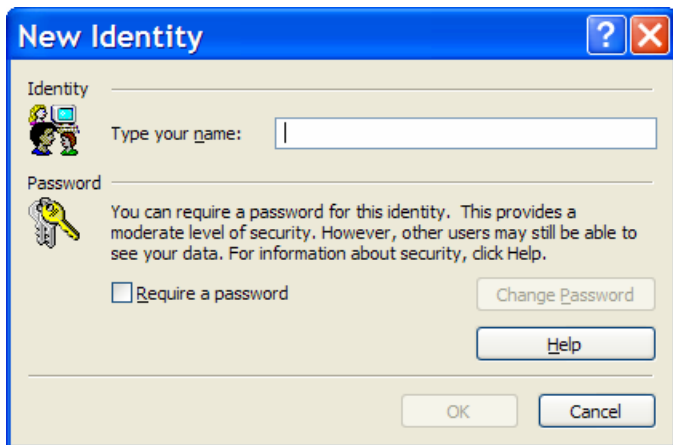 New Identity
Identity
Type your name:
Password
You can require a password for this identity. This provides a
moderate level of security. However, other users may still be able to
see your data. For information about security, click Help.
Require a password
Change Password
Help
OK
Cancel